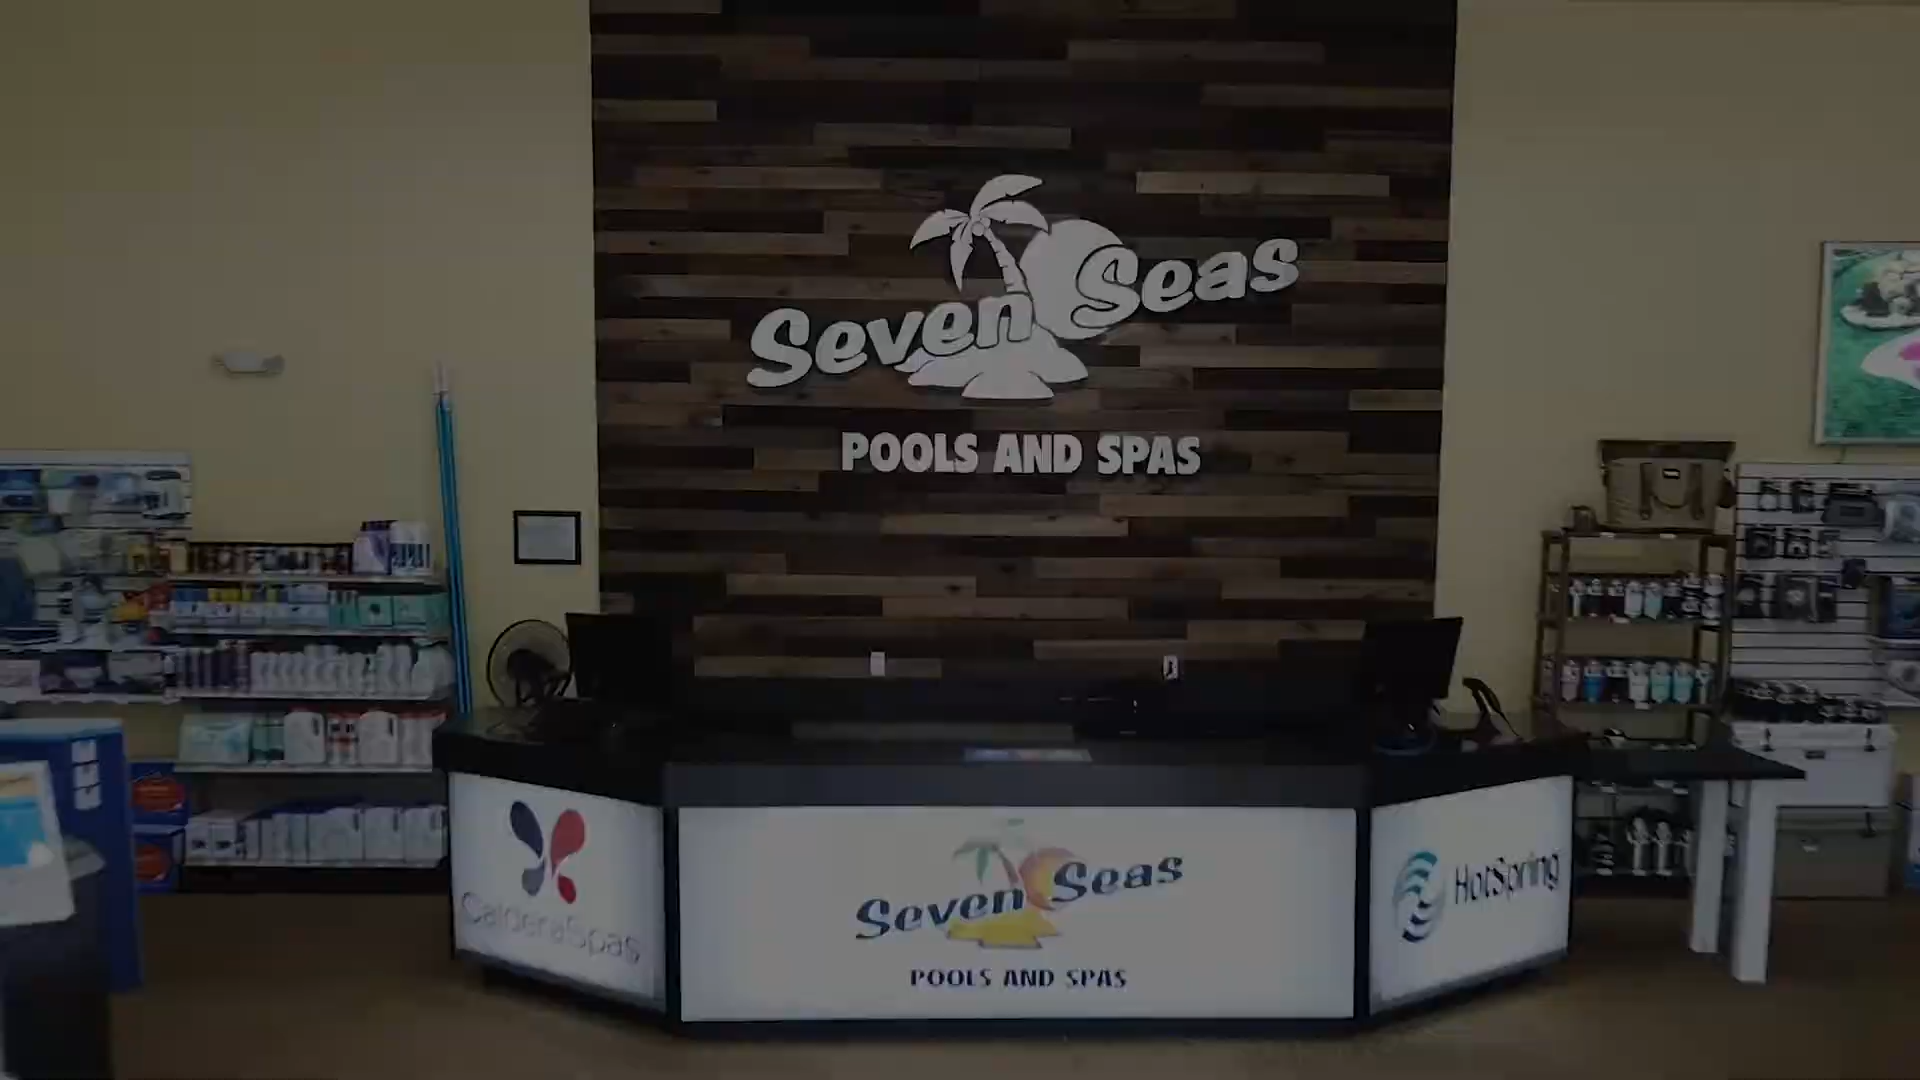 Seven Seas
POOLS AND SPAS
CalderaSpas
Seven Seas
POOLS AND SPAS
HotSpring